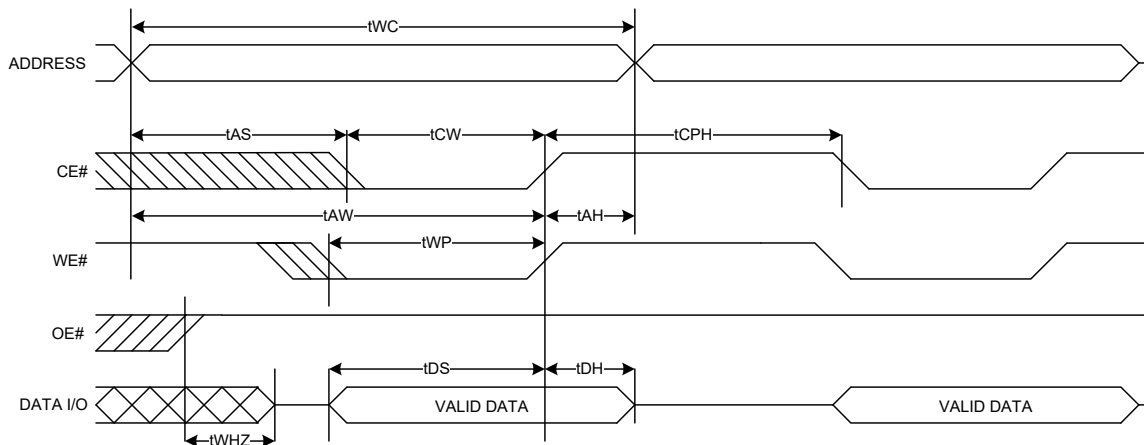 tWC
ADDRESS
tAS
tCW
tCPH
CE#
tAW
tAH
WE#
tWP
OE#
tDS
tDH
DATA I/O
VALID DATA
VALID DATA
tWHZ